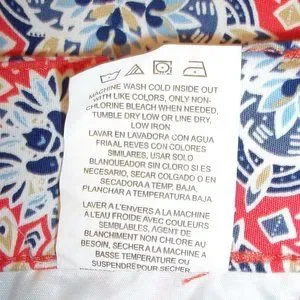 MACHINE WASH COLD INSIDE OUT
WITH LIKE COLORS, ONLY NON-
CHLORINE BLEACH WHEN NEEDED,
TUMBLE DRY LOW OR LINE DRY,
LOW IRON.
LAVAR EN LAVADORA CON AGUA
FRIA AL REVES CON COLORES
SIMILARES, USAR SOLO
BLANQUEADOR SIN CLORO SI ES
NECESARIO, SECAR COLGADO O EN
SECADORA A TEMP. BAJA,
PLANCHAR A TEMPERATURA BAJA
LAVER A L'ENVERS A LA MACHINE
A L'EAU FROIDE AVEC COULEURS
SEMBLABLES, AGENT DE
BLANCHIMENT NON CHLORE AU
BESOIN, SECHER A LA MACHINE A
BASSE TEMPERATURE OU
SUSPENDRE POUR SECHER